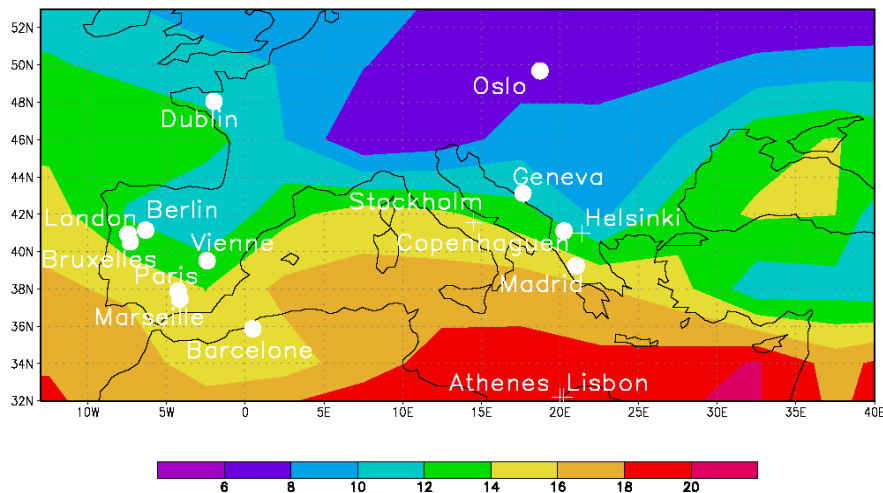 52N
50N
Oslo
48N
Dublin
46N
44N
Geneva
Stockholm
42N
London Berlin Helsinki
Vienne Copenhaguen
40N
Bruxelles
Paris Madrid
38N
Marseille
36N
Barcelone
34N
Athenes Lisbon
32N
10W 5W 0 5E 10E 15E 20E 25E 30E 35E 40E
6 8 10 12 14 16 18 20